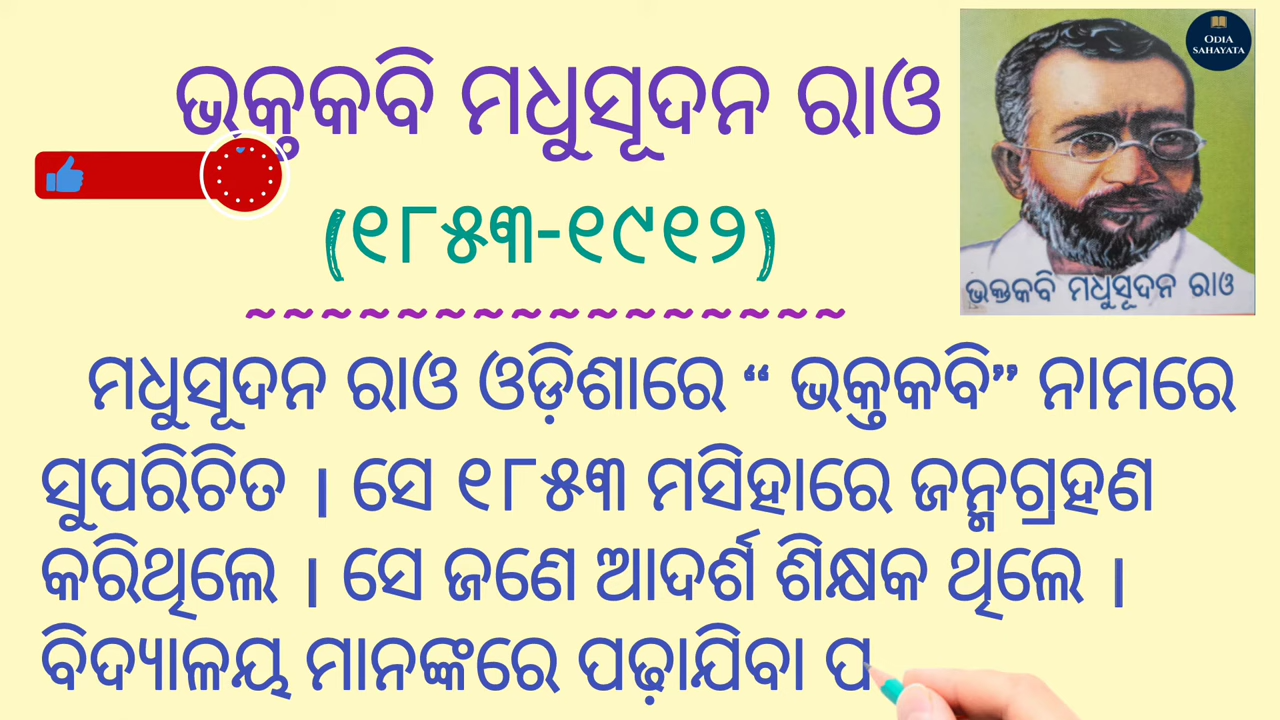 ଭକ୍ତକବି ମଧୁସୂଦନ ରାଓ
ODIA
SAHAYATA
(୧୮୫୩-୧୯୧୨)
ଭକ୍ତକବି ମଧୁସୂଦନ ରାଓ
~~~~~~~~~~~~~~~~
ମଧୁସୂଦନ ରାଓ ଓଡ଼ିଶାରେ “ ଭକ୍ତକବି” ନାମରେ
ସୁପରିଚିତ । ସେ ୧୮୫୩ ମସିହାରେ ଜନ୍ମଗ୍ରହଣ
କରିଥିଲେ । ସେ ଜଣେ ଆଦର୍ଶ ଶିକ୍ଷକ ଥିଲେ ।
ବିଦ୍ୟାଳୟ ମାନଙ୍କରେ ପଢ଼ାଯିବା ପ